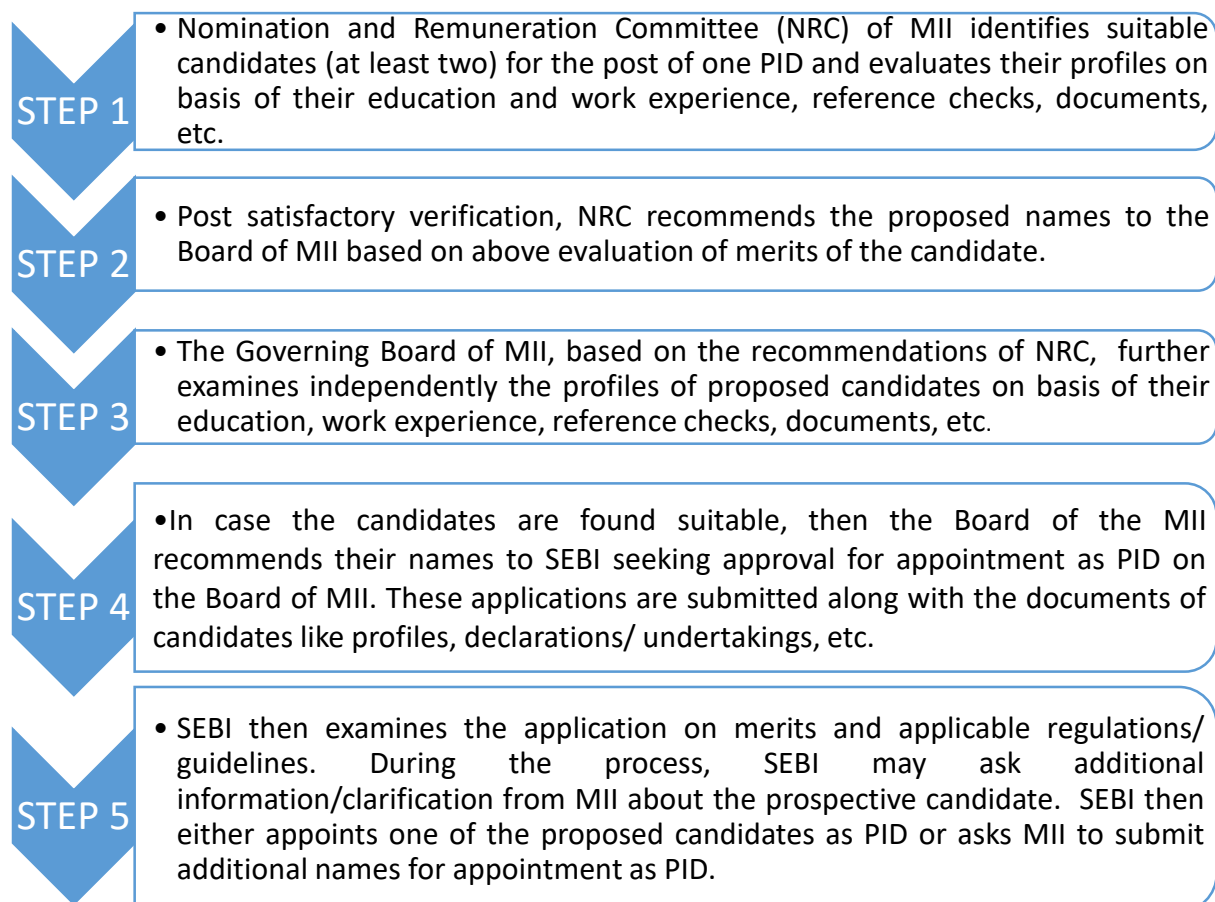 STEP 1
• Nomination and Remuneration Committee (NRC) of MII identifies suitable
candidates (at least two) for the post of one PID and evaluates their profiles on
basis of their education and work experience, reference checks, documents,
etc.
STEP 2
• Post satisfactory verification, NRC recommends the proposed names to the
Board of MII based on above evaluation of merits of the candidate.
STEP 3
• The Governing Board of MII, based on the recommendations of NRC, further
examines independently the profiles of proposed candidates on basis of their
education, work experience, reference checks, documents, etc.
STEP 4
•In case the candidates are found suitable, then the Board of the MII
recommends their names to SEBI seeking approval for appointment as PID on
the Board of MII. These applications are submitted along with the documents of
candidates like profiles, declarations/ undertakings, etc.
STEP 5
• SEBI then examines the application on merits and applicable regulations/
guidelines. During the process, SEBI may ask additional
information/clarification from MII about the prospective candidate. SEBI then
either appoints one of the proposed candidates as PID or asks MII to submit
additional names for appointment as PID.